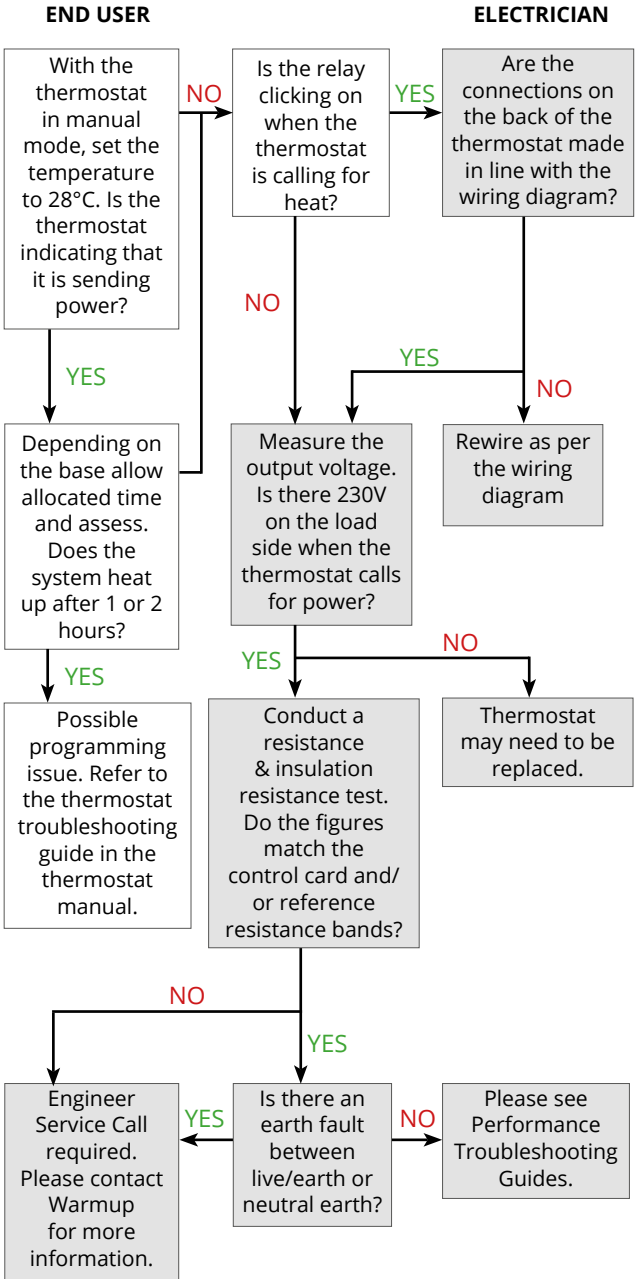 END USER
ELECTRICIAN
With the
thermostat
in manual
mode, set the
temperature
to 28°C. Is the
thermostat
indicating that
it is sending
power?
NO
Is the relay
clicking on
when the
thermostat
is calling for
heat?
YES
Are the
connections on
the back of the
thermostat made
in line with the
wiring diagram?
YES
NO
YES
NO
Depending on
the base allow
allocated time
and assess.
Does the
system heat
up after 1 or 2
hours?
Measure the
output voltage.
Is there 230V
on the load
side when the
thermostat calls
for power?
Rewire as per
the wiring
diagram
YES
YES
NO
Possible
programming
issue. Refer to
the thermostat
troubleshooting
guide in the
thermostat
manual.
Conduct a
resistance
& insulation
resistance test.
Do the figures
match the
control card and/
or reference
resistance bands?
Thermostat
may need to be
replaced.
NO
YES
Engineer
Service Call
required.
Please contact
Warmup
for more
information.
YES
Is there an
earth fault
between
live/earth or
neutral earth?
NO
Please see
Performance
Troubleshooting
Guides.